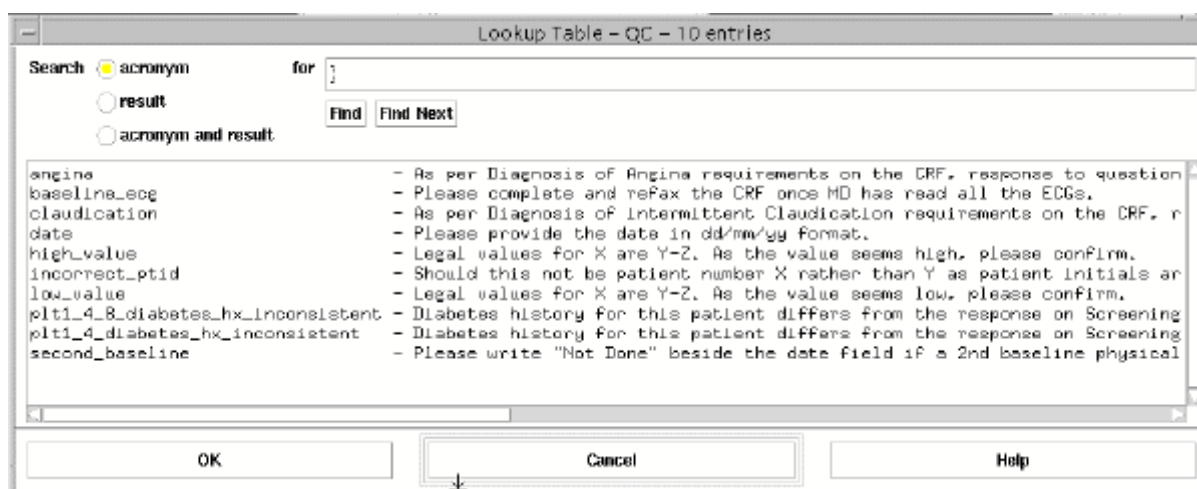 Lookup Table – QC – 10 entries
Search acronym for
result
Find Find Next
acronym and result
angina - As per Diagnosis of Angina requirements on the CRF, response to question
baseline_ecg - Please complete and refax the CRF once MD has read all the ECGs.
claudication - As per Diagnosis of Intermittent Claudication requirements on the CRF, r
date - Please provide the date in dd/mm/yy format.
high_value - Legal values for X are Y-Z. As the value seems high, please confirm.
incorrect_ptid - Should this not be patient number X rather than Y as patient initials ar
low_value - Legal values for X are Y-Z. As the value seems low, please confirm.
plt1_4_8_diabetes_hx_inconsistent - Diabetes history for this patient differs from the response on Screening
plt1_4_diabetes_hx_inconsistent - Diabetes history for this patient differs from the response on Screening
second_baseline - Please write "Not Done" beside the date field if a 2nd baseline physical
OK Cancel Help